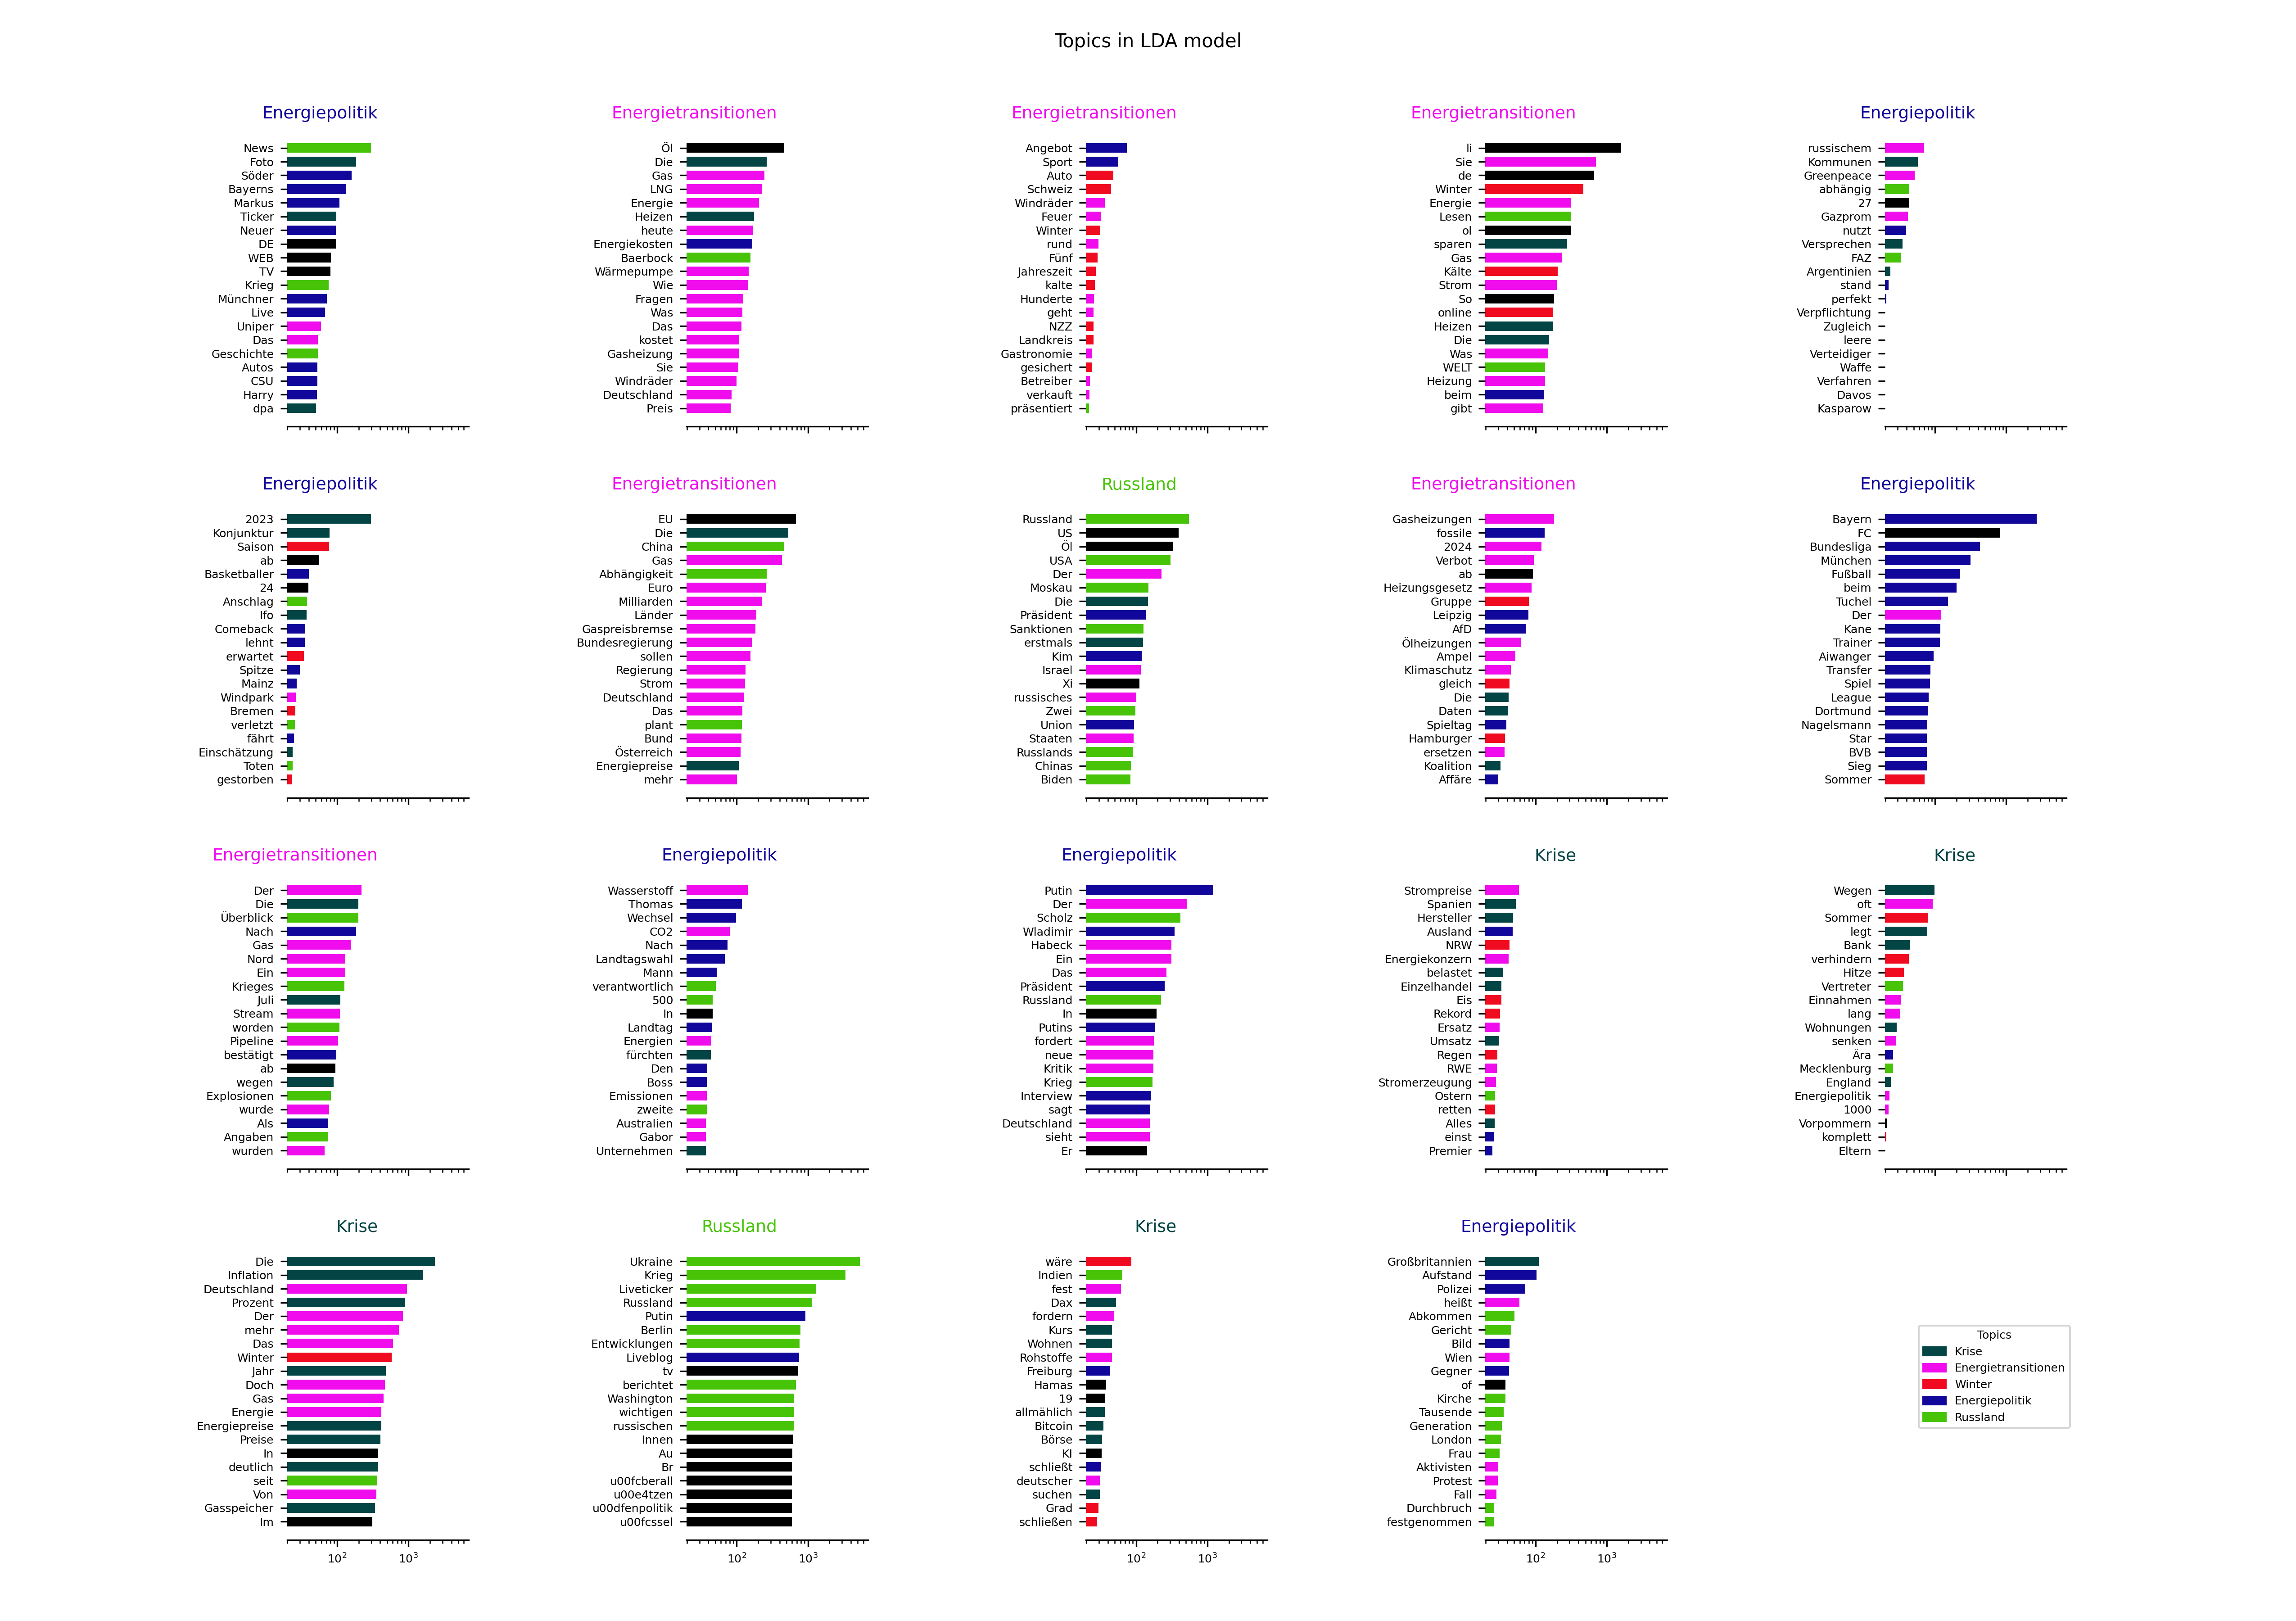 Topics in LDA model
Energiepolitik
News
Foto
Söder
Bayerns
Markus
Ticker
Neuer
DE
WEB
TV
Krieg
Münchner
Live
Uniper
Das
Geschichte
Autos
CSU
Harry
dpa
Energietransitionen
Öl
Die
Gas
LNG
Energie
Heizen
heute
Energiekosten
Baerbock
Wärmepumpe
Wie
Fragen
Was
Das
kostet
Gasheizung
Sie
Windräder
Deutschland
Preis
Energietransitionen
Angebot
Sport
Auto
Schweiz
Windräder
Feuer
Winter
rund
Fünf
Jahreszeit
kalte
Hunderte
geht
NZZ
Landkreis
Gastronomie
gesichert
Betreiber
verkauft
präsentiert
Energietransitionen
li
Sie
de
Winter
Energie
Lesen
ol
sparen
Gas
Kälte
Strom
So
online
Heizen
Die
Was
WELT
Heizung
beim
gibt
Energiepolitik
russischem
Kommunen
Greenpeace
abhängig
27
Gazprom
nutzt
Versprechen
FAZ
Argentinien
stand
perfekt
Verpflichtung
Zugleich
leere
Verteidiger
Waffe
Verfahren
Davos
Kasparow
Energiepolitik
2023
Konjunktur
Saison
ab
Basketballer
24
Anschlag
Ifo
Comeback
lehnt
erwartet
Spitze
Mainz
Windpark
Bremen
verletzt
fährt
Einschätzung
Toten
gestorben
Energietransitionen
EU
Die
China
Gas
Abhängigkeit
Euro
Milliarden
Länder
Gaspreisbremse
Bundesregierung
sollen
Regierung
Strom
Deutschland
Das
plant
Bund
Österreich
Energiepreise
mehr
Russland
Russland
US
Öl
USA
Der
Moskau
Die
Präsident
Sanktionen
erstmals
Kim
Israel
Xi
russisches
Zwei
Union
Staaten
Russlands
Chinas
Biden
Energietransitionen
Gasheizungen
fossile
2024
Verbot
ab
Heizungsgesetz
Gruppe
Leipzig
AfD
Ölheizungen
Ampel
Klimaschutz
gleich
Die
Daten
Spieltag
Hamburger
ersetzen
Koalition
Affäre
Energiepolitik
Bayern
FC
Bundesliga
München
Fußball
beim
Tuchel
Der
Kane
Trainer
Aiwanger
Transfer
Spiel
League
Dortmund
Nagelsmann
Star
BVB
Sieg
Sommer
Energietransitionen
Der
Die
Überblick
Nach
Gas
Nord
Ein
Krieges
Juli
Stream
worden
Pipeline
bestätigt
ab
wegen
Explosionen
wurde
Als
Angaben
wurden
Energiepolitik
Wasserstoff
Thomas
Wechsel
CO2
Nach
Landtagswahl
Mann
verantwortlich
500
In
Landtag
Energien
fürchten
Den
Boss
Emissionen
zweite
Australien
Gabor
Unternehmen
Energiepolitik
Putin
Der
Scholz
Wladimir
Habeck
Ein
Das
Präsident
Russland
In
Putins
fordert
neue
Kritik
Krieg
Interview
sagt
Deutschland
sieht
Er
Krise
Strompreise
Spanien
Hersteller
Ausland
NRW
Energiekonzern
belastet
Einzelhandel
Eis
Rekord
Ersatz
Umsatz
Regen
RWE
Stromerzeugung
Ostern
retten
Alles
einst
Premier
Krise
Wegen
oft
Sommer
legt
Bank
verhindern
Hitze
Vertreter
Einnahmen
lang
Wohnungen
senken
Ära
Mecklenburg
England
Energiepolitik
1000
Vorpommern
komplett
Eltern
Krise
Die
Inflation
Deutschland
Prozent
Der
mehr
Das
Winter
Jahr
Doch
Gas
Energie
Energiepreise
Preise
In
deutlich
seit
Von
Gasspeicher
Im
10² 10³
Russland
Ukraine
Krieg
Liveticker
Russland
Putin
Berlin
Entwicklungen
Liveblog
tv
berichtet
Washington
wichtigen
russischen
Innen
Au
Br
u00fcberall
u00e4tzen
u00dfenpolitik
u00fcssel
10² 10³
Krise
wäre
Indien
fest
Dax
fordern
Kurs
Wohnen
Rohstoffe
Freiburg
Hamas
19
allmählich
Bitcoin
Börse
KI
schließt
deutscher
suchen
Grad
schließen
10² 10³
Energiepolitik
Großbritannien
Aufstand
Polizei
heißt
Abkommen
Gericht
Bild
Wien
Gegner
of
Kirche
Tausende
Generation
London
Frau
Aktivisten
Protest
Fall
Durchbruch
festgenommen
10² 10³
Topics
Krise
Energietransitionen
Winter
Energiepolitik
Russland